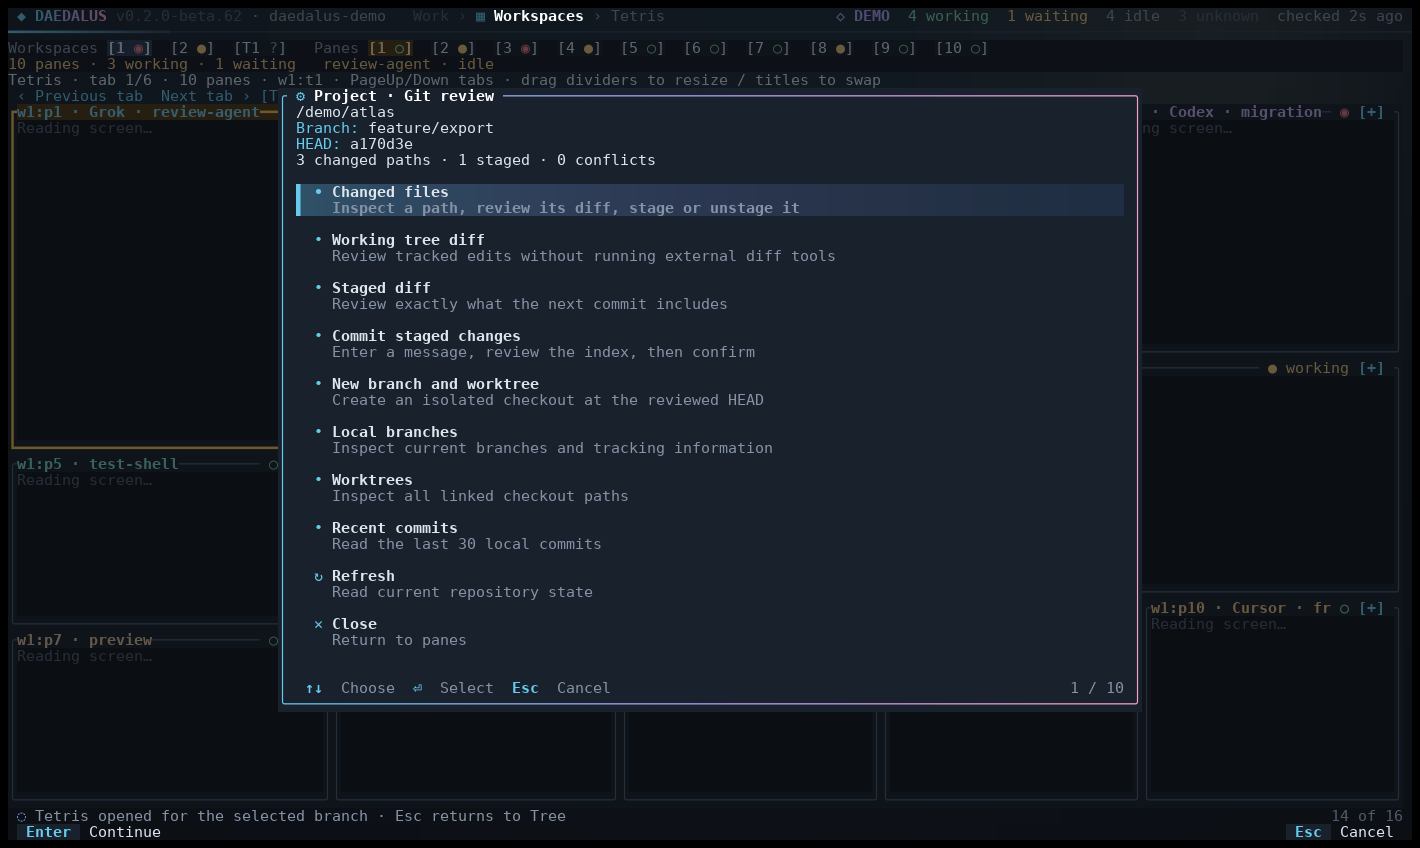 ◆ DAEDALUS v0.2.0-beta.62 · daedalus-demo Work › ▦ Workspaces › Tetris ◇ DEMO 4 working 1 waiting 4 idle 3 unknown checked 2s ago
Workspaces [1 ◉] [2 ●] [T1 ?] Panes [1 ○] [2 ●] [3 ◉] [4 ●] [5 ○] [6 ○] [7 ○] [8 ●] [9 ○] [10 ○]
10 panes · 3 working · 1 waiting review-agent · idle
Tetris · tab 1/6 · 10 panes · w1:t1 · PageUp/Down tabs · drag dividers to resize / titles to swap
‹ Previous tab Next tab › [T
⚙ Project · Git review
w1:p1 · Grok · review-agent
· Codex · migration ◉ [+]
Reading screen…
ng screen…
/demo/atlas
Branch: feature/export
HEAD: a170d3e
3 changed paths · 1 staged · 0 conflicts
• Changed files
Inspect a path, review its diff, stage or unstage it
• Working tree diff
Review tracked edits without running external diff tools
• Staged diff
Review exactly what the next commit includes
• Commit staged changes
Enter a message, review the index, then confirm
• New branch and worktree
Create an isolated checkout at the reviewed HEAD
• Local branches
Inspect current branches and tracking information
• Worktrees
Inspect all linked checkout paths
• Recent commits
Read the last 30 local commits
↻ Refresh
Read current repository state
✕ Close
Return to panes
↑↓ Choose ⏎ Select Esc Cancel 1 / 10
● working [+]
w1:p5 · test-shell ○
Reading screen…
w1:p7 · preview ○
Reading screen…
w1:p10 · Cursor · fr ○ [+]
Reading screen…
◌ Tetris opened for the selected branch · Esc returns to Tree 14 of 16
Enter Continue Esc Cancel